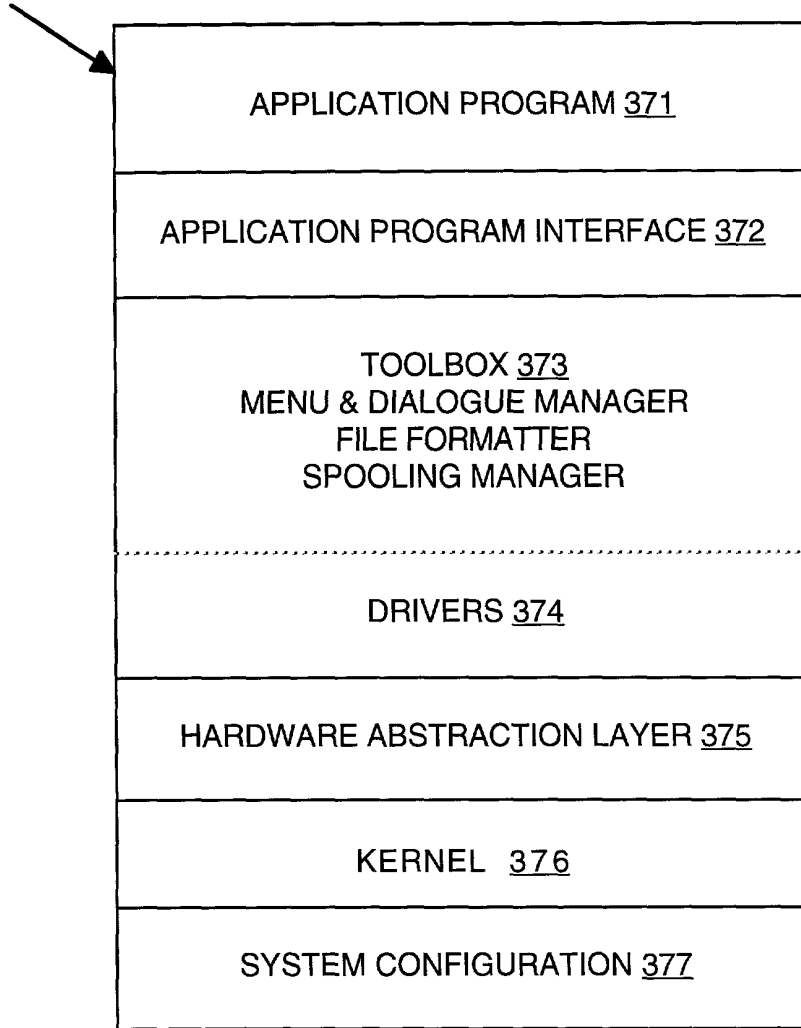 APPLICATION PROGRAM 371
APPLICATION PROGRAM INTERFACE 372
TOOLBOX 373
MENU & DIALOGUE MANAGER
FILE FORMATTER
SPOOLING MANAGER
DRIVERS 374
HARDWARE ABSTRACTION LAYER 375
KERNEL 376
SYSTEM CONFIGURATION 377